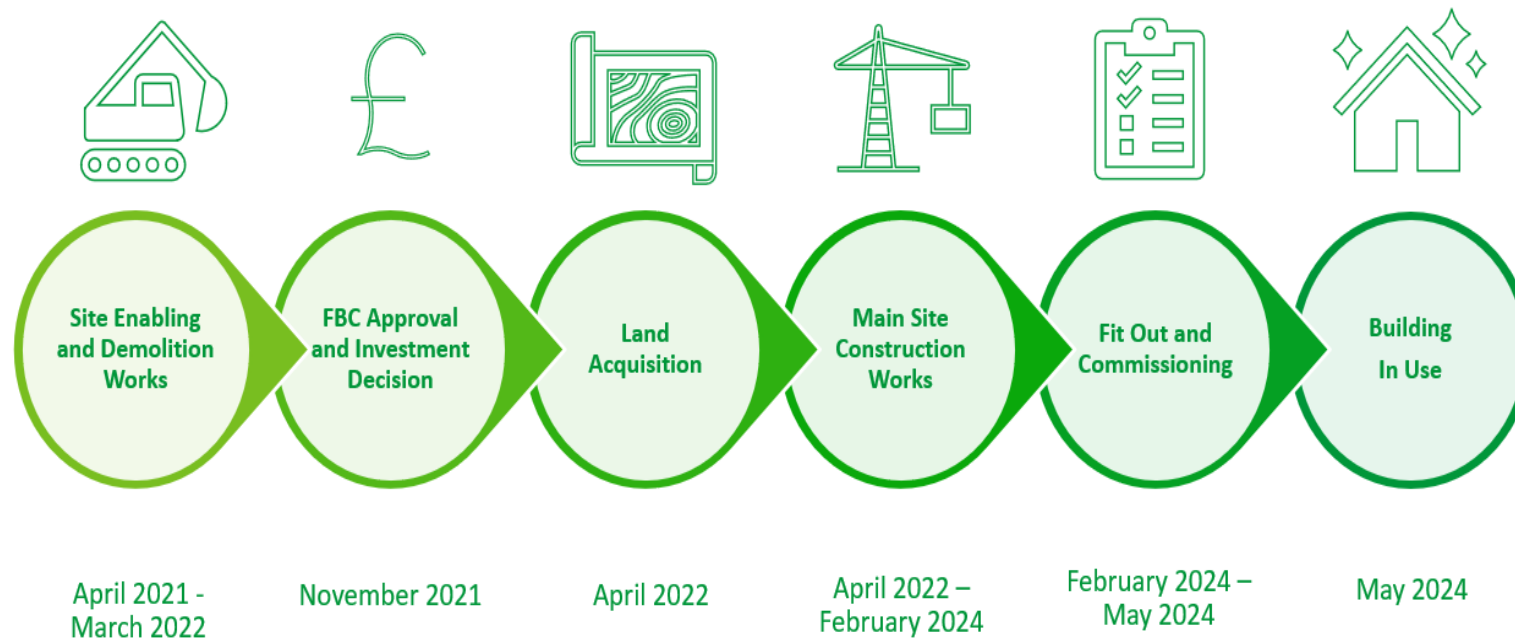 Site Enabling
and Demolition
Works
FBC Approval
and Investment
Decision
Land
Acquisition
Main Site
Construction
Works
Fit Out and
Commissioning
Building
In Use
April 2021 -
March 2022
November 2021
April 2022
April 2022 –
February 2024
February 2024 –
May 2024
May 2024